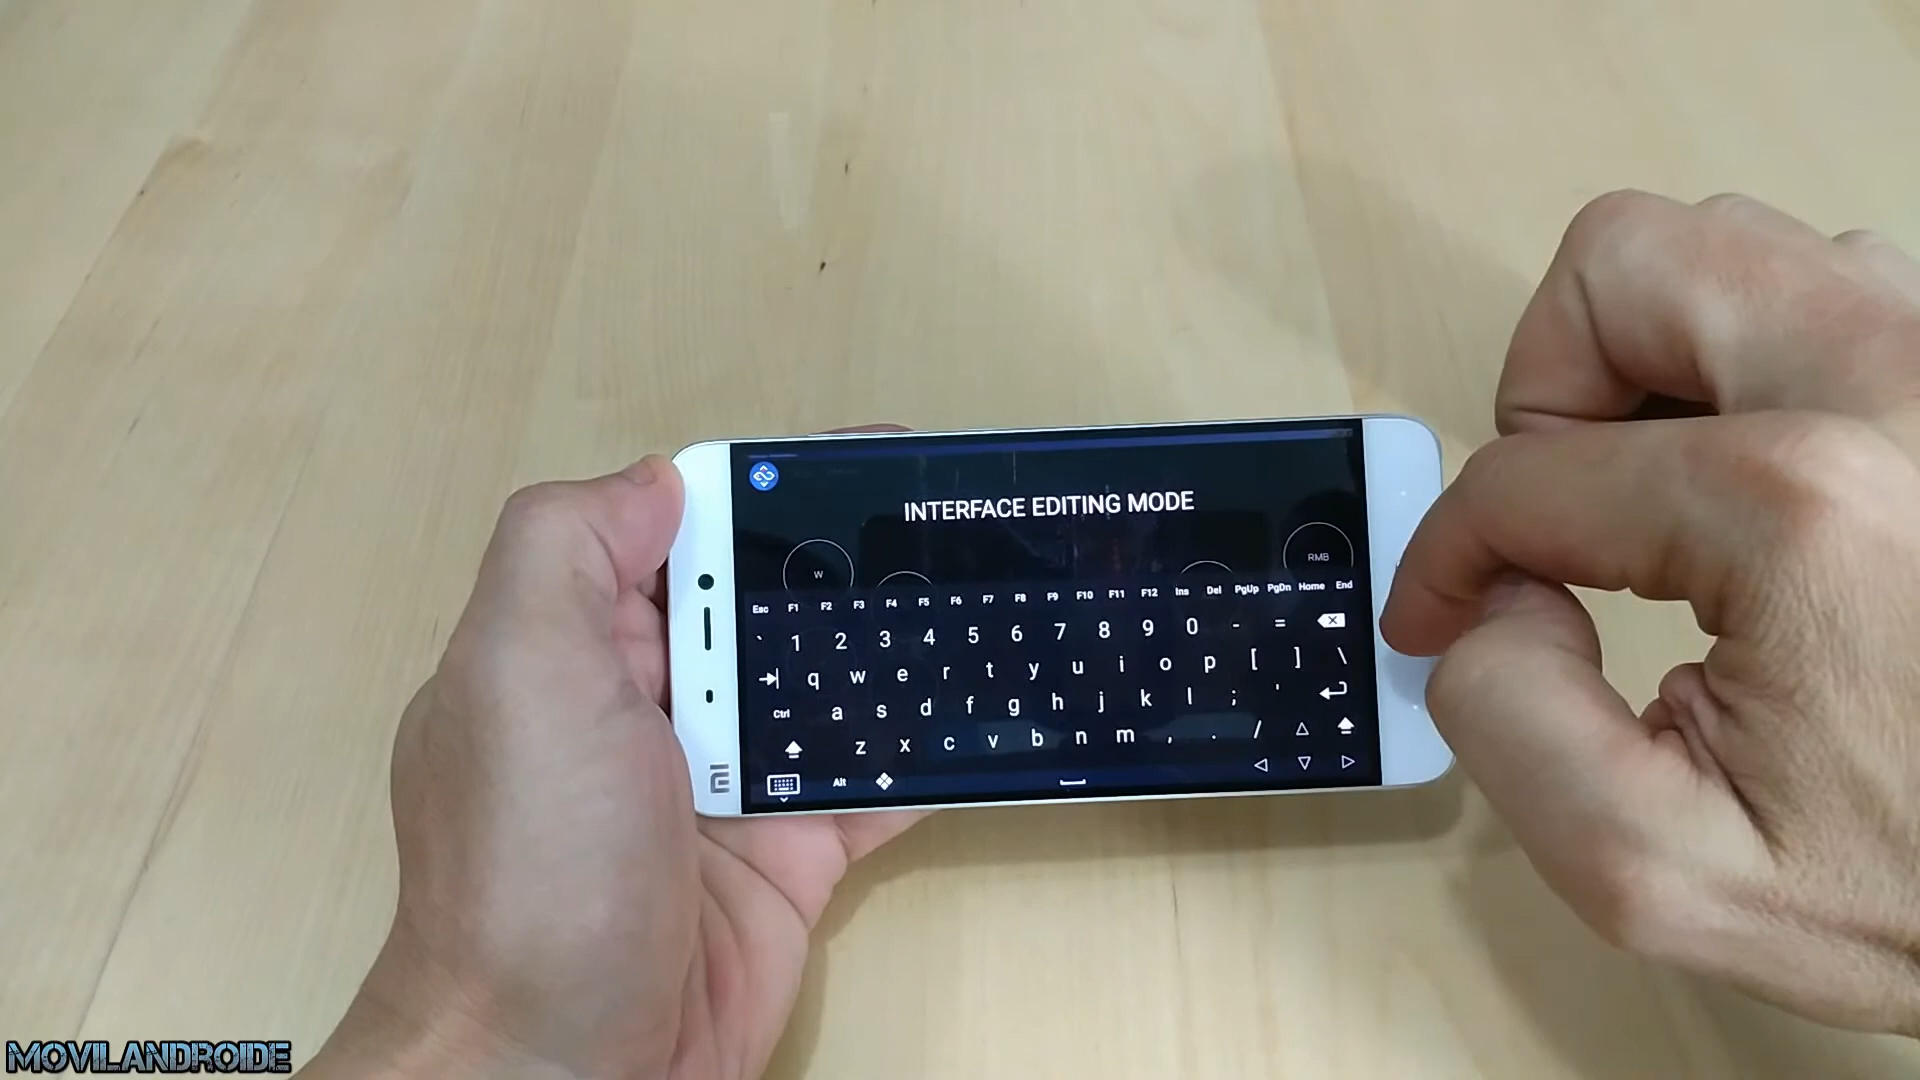 INTERFACE EDITING MODE
W
RMB
Esc F1 F2 F3 F4 F5 F6 F7 F8 F9 F10 F11 F12 Ins Del PgUp PgDn Home End
` 1 2 3 4 5 6 7 8 9 0 - =
q w e r t y u i o p [ ] \
Ctrl a s d f g h j k l ; '
z x c v b n m , . /
Alt
MOVILANDROIDE